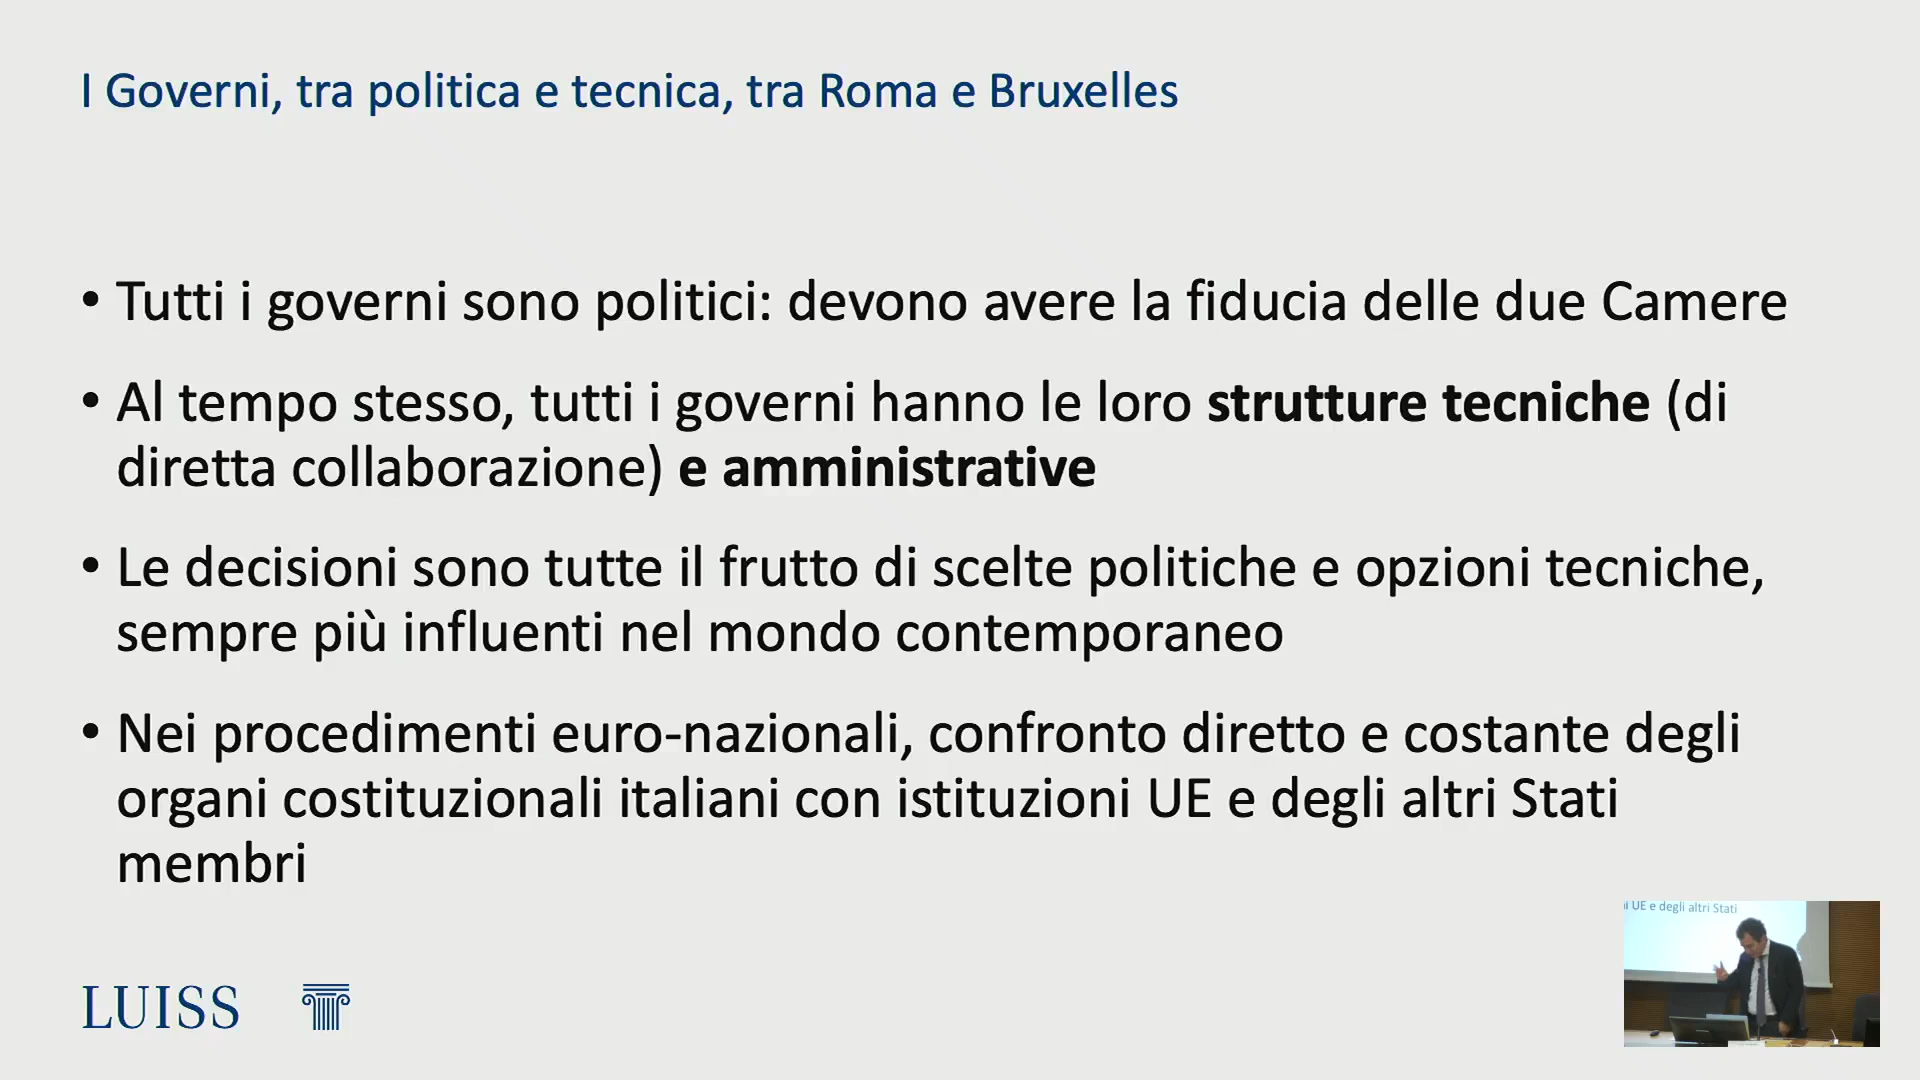 I Governi, tra politica e tecnica, tra Roma e Bruxelles
• Tutti i governi sono politici: devono avere la fiducia delle due Camere
• Al tempo stesso, tutti i governi hanno le loro strutture tecniche (di
diretta collaborazione) e amministrative
• Le decisioni sono tutte il frutto di scelte politiche e opzioni tecniche,
sempre più influenti nel mondo contemporaneo
• Nei procedimenti euro-nazionali, confronto diretto e costante degli
organi costituzionali italiani con istituzioni UE e degli altri Stati
membri
UE e degli altri Stati
LUISS